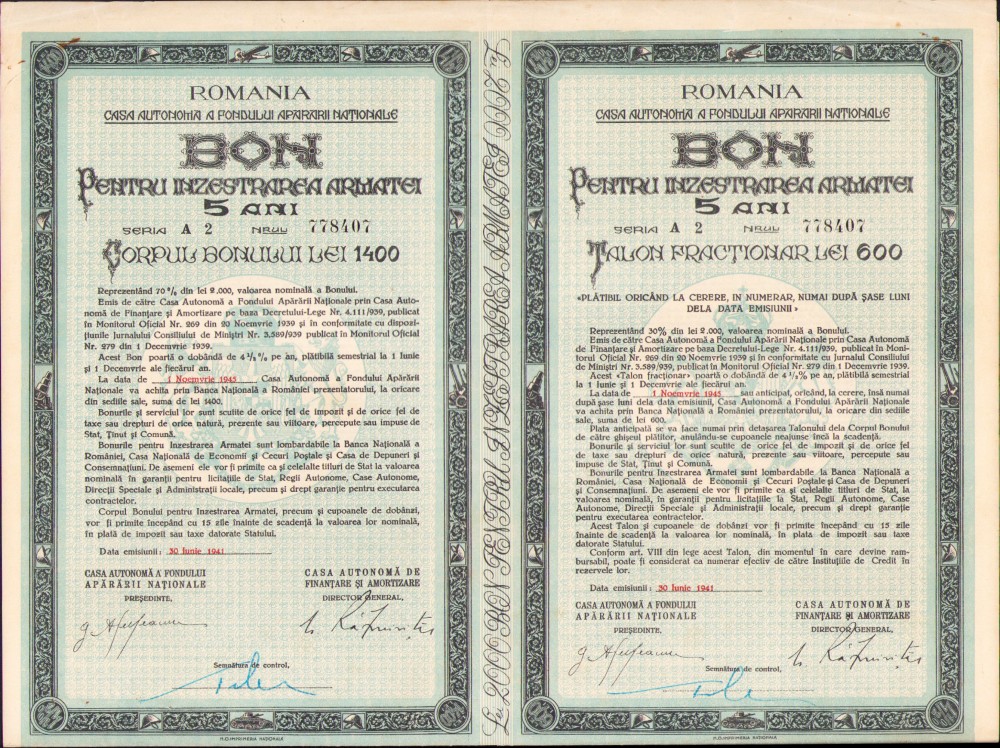 ROMANIA
CASA AUTONOMA A FONDULUI APARARII NAȚIONALE
BON
PENTRU INZESTRAREA ARMATEI
5 ANI
SERIA A 2 NRUL 778407
CORPUL BONULUI LEI 1400
Reprezentând 70 % din lei 2.000, valoarea nominală a Bonului.
Emis de către Casa Autonomă a Fondului Apărării Naționale prin Casa Auto-
nomă de Finanțare și Amortizare pe baza Decretului-Lege Nr. 4.111/939, publicat
în Monitorul Oficial Nr. 269 din 20 Noemvrie 1939 și în conformitate cu dispozi-
țiunile Jurnalului Consiliului de Miniștri Nr. 3.589/939 publicat în Monitorul Oficial
Nr. 279 din 1 Decemvrie 1939.
Acest Bon poartă o dobândă de 4 ½ % pe an, plătibilă semestrial la 1 Iunie
și 1 Decemvrie ale fiecărui an.
La data de 1 Noemvrie 1945 Casa Autonomă a Fondului Apărării
Naționale va achita prin Banca Națională a României prezentatorului, la oricare
din sediile sale, suma de lei 1400.
Bonurile și serviciul lor sunt scutite de orice fel de impozit și de orice fel de
taxe sau drepturi de orice natură, prezente sau viitoare, percepute sau impuse de
Stat, Ținut și Comună.
Bonurile pentru Inzestrarea Armatei sunt lombardabile la Banca Națională a
României, Casa Națională de Economii și Cecuri Poștale și Casa de Depuneri și
Consemnațiuni. De asemeni ele vor fi primite ca și celelalte titluri de Stat la valoarea
nominală în garanții pentru licitațiile de Stat, Regii Autonome, Case Autonome,
Direcții Speciale și Administrații locale, precum și drept garanție pentru executarea
contractelor.
Corpul Bonului pentru Inzestrarea Armatei, precum și cupoanele de dobânzi,
vor fi primite începând cu 15 zile înainte de scadență la valoarea lor nominală,
în plată de impozit sau taxe datorate Statului.
Data emisiunii: 30 Iunie 1941
CASA AUTONOMĂ A FONDULUI
APĂRĂRII NAȚIONALE
PREȘEDINTE,
CASA AUTONOMĂ DE
FINANȚARE ȘI AMORTIZARE
DIRECTOR GENERAL,
Semnătura de control,
M.O. IMPRIMERIA NAȚIONALĂ
Lei 2000 BON PENTRU INZESTRAREA ARMATEI 2000 Lei
ROMANIA
CASA AUTONOMA A FONDULUI APARARII NAȚIONALE
BON
PENTRU INZESTRAREA ARMATEI
5 ANI
SERIA A 2 NRUL 778407
TALON FRACTIONAR LEI 600
«PLĂTIBIL ORICÂND LA CERERE, IN NUMERAR, NUMAI DUPĂ ȘASE LUNI
DELA DATA EMISIUNII»
Reprezentând 30% din lei 2.000, valoarea nominală a Bonului.
Emis de către Casa Autonomă a Fondului Apărării Naționale prin Casa Autonomă
de Finanțare și Amortizare pe baza Decretului-Lege Nr. 4.111/939, publicat în Moni-
torul Oficial Nr. 269 din 20 Noemvrie 1939 și în conformitate cu Jurnalul Consiliului
de Miniștri Nr. 3.589/939, publicat în Monitorul Oficial Nr. 279 din 1 Decemvrie 1939.
Acest «Talon fracționar» poartă o dobândă de 4 ½% pe an, plătibilă semestrial
la 1 Iunie și 1 Decemvrie ale fiecărui an.
La data de 1 Noemvrie 1945 sau anticipat, oricând, la cerere, însă numai
după șase luni dela data emisiunii, Casa Autonomă a Fondului Apărării Naționale
va achita prin Banca Națională a României prezentatorului, la oricare din sediile
sale, suma de lei 600.
Plata anticipată se va face numai prin detașarea Talonului dela Corpul Bonului
de către ghișeul plătitor, anulându-se cupoanele neajunse încă la scadență.
Bonurile și serviciul lor sunt scutite de orice fel de impozit și de orice fel
de taxe sau drepturi de orice natură, prezente sau viitoare, percepute sau
impuse de Stat, Ținut și Comună.
Bonurile pentru Inzestrarea Armatei sunt lombardabile la Banca Națională a
României, Casa Națională de Economii și Cecuri Poștale și Casa de Depuneri
și Consemnațiuni. De asemeni ele vor fi primite ca și celelalte titluri de Stat, la
valoarea nominală, în garanții pentru licitațiile la Stat, Regii Autonome, Case
Autonome, Direcții Speciale și Administrații locale, precum și drept garanție
pentru executarea contractelor.
Acest Talon și cupoanele de dobânzi vor fi primite începând cu 15 zile
înainte de scadență la valoarea lor nominală, în plata de impozit sau taxe
datorate Statului.
Conform art. VIII din lege acest Talon, din momentul în care devine ram-
bursabil, poate fi considerat ca numerar efectiv de către Instituțiile de Credit în
rezervele lor.
Data emisiunii: 30 Iunie 1941
CASA AUTONOMĂ A FONDULUI
APĂRĂRII NAȚIONALE
PREȘEDINTE,
CASA AUTONOMĂ DE
FINANȚARE ȘI AMORTIZARE
DIRECTOR GENERAL,
Semnătura de control,
M.O. IMPRIMERIA NAȚIONALĂ